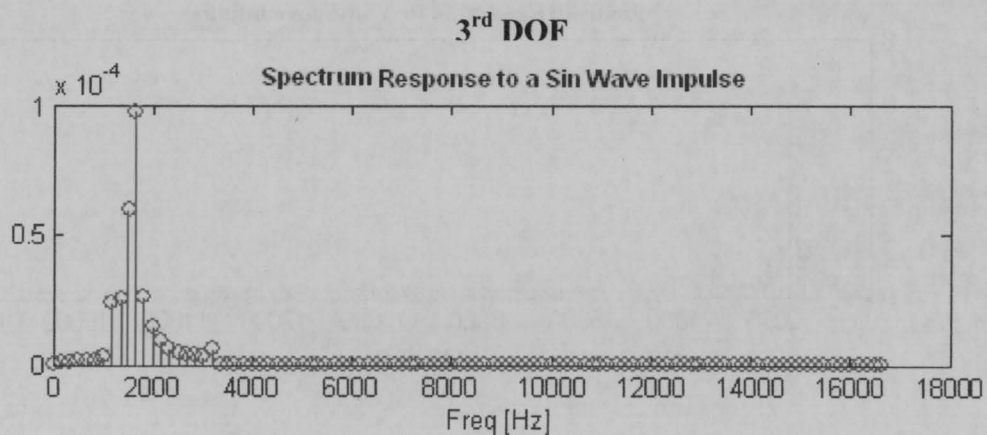 3rd DOF
Spectrum Response to a Sin Wave Impulse
x 10-4
1
0.5
0
0 2000 4000 6000 8000 10000 12000 14000 16000 18000
Freq [Hz]